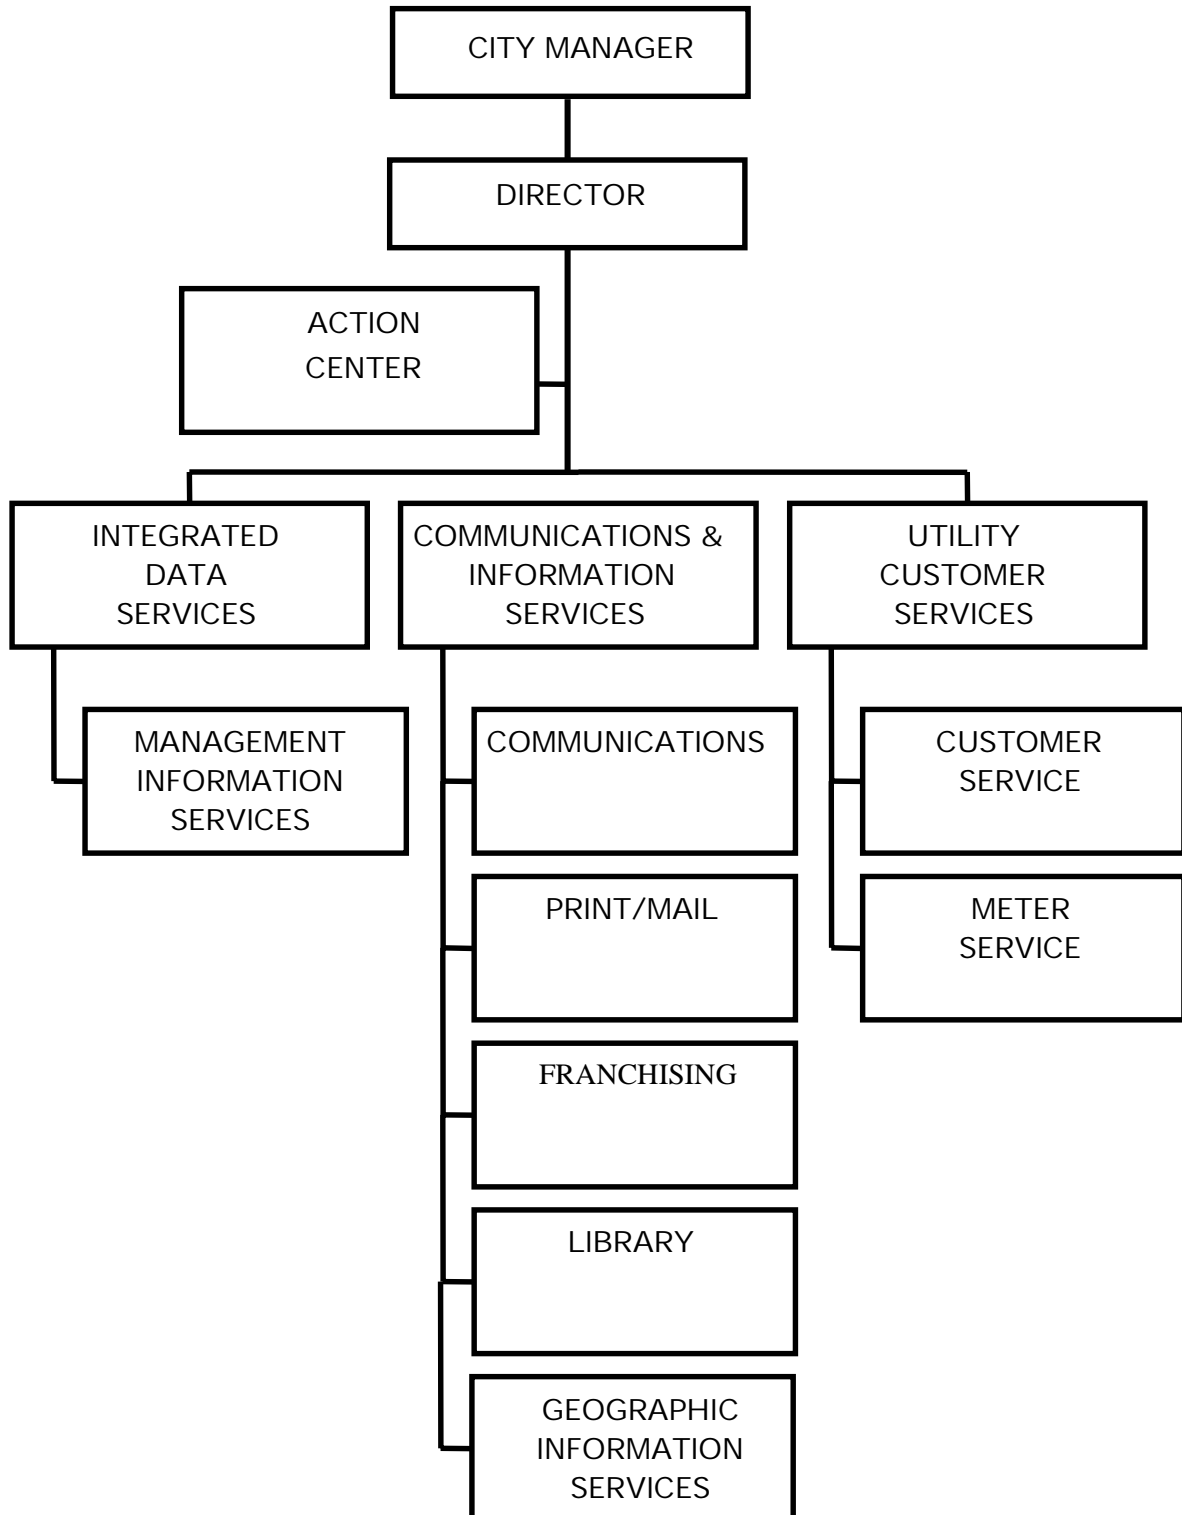 CITY MANAGER
DIRECTOR
ACTION
CENTER
INTEGRATED
DATA
SERVICES
COMMUNICATIONS &
INFORMATION
SERVICES
UTILITY
CUSTOMER
SERVICES
MANAGEMENT
INFORMATION
SERVICES
COMMUNICATIONS
PRINT/MAIL
FRANCHISING
LIBRARY
GEOGRAPHIC
INFORMATION
SERVICES
CUSTOMER
SERVICE
METER
SERVICE